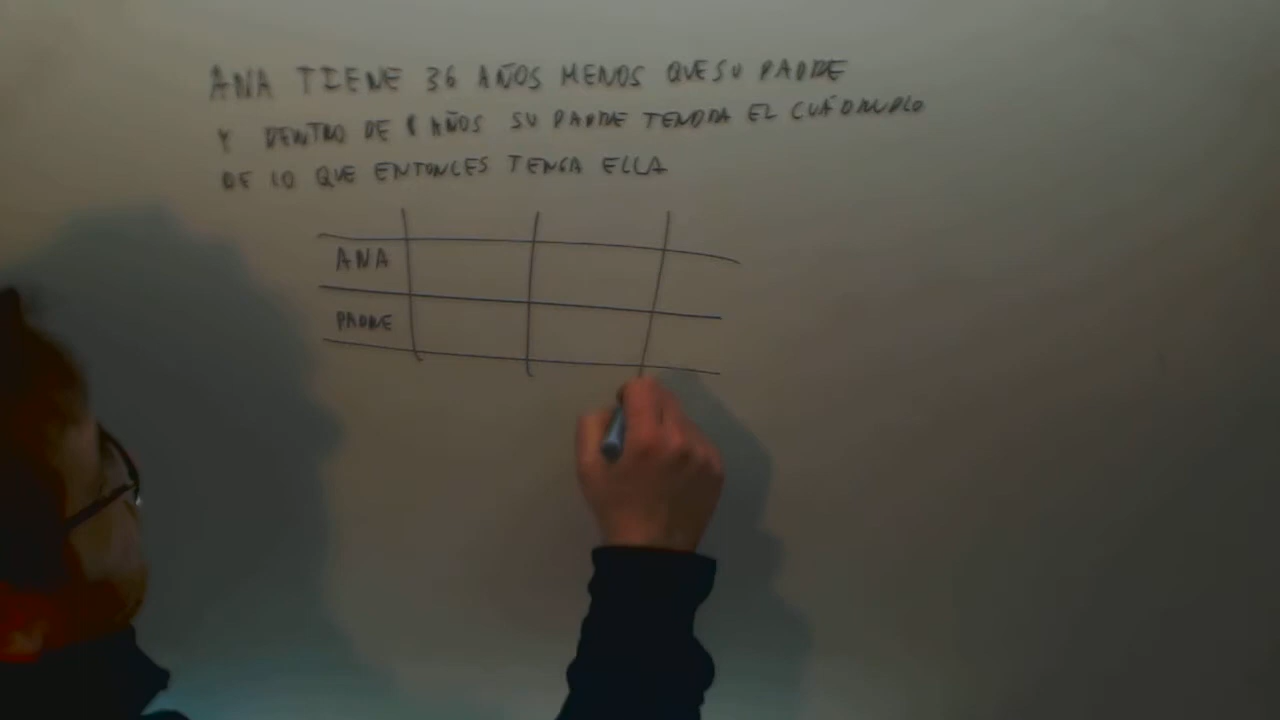 ANA TIENE 36 AÑOS MENOS QUE SU PADRE
Y DENTRO DE 8 AÑOS SU PADRE TENDRA EL CUÁDRUPLO
DE LO QUE ENTONCES TENGA ELLA
ANA
PADRE